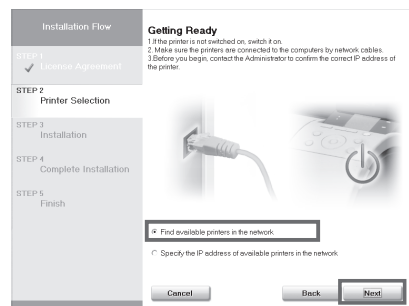 Installation Flow
STEP 1
License Agreement
STEP 2
Printer Selection
STEP 3
Installation
STEP 4
Complete Installation
STEP 5
Finish
Getting Ready
1.If the printer is not switched on, switch it on.
2. Make sure the printers are connected to the computers by network cables.
3.Before you begin, contact the Administrator to confirm the correct IP address of
the printer.
Find available printers in the network
Specify the IP address of available printers in the network
Cancel
Back
Next